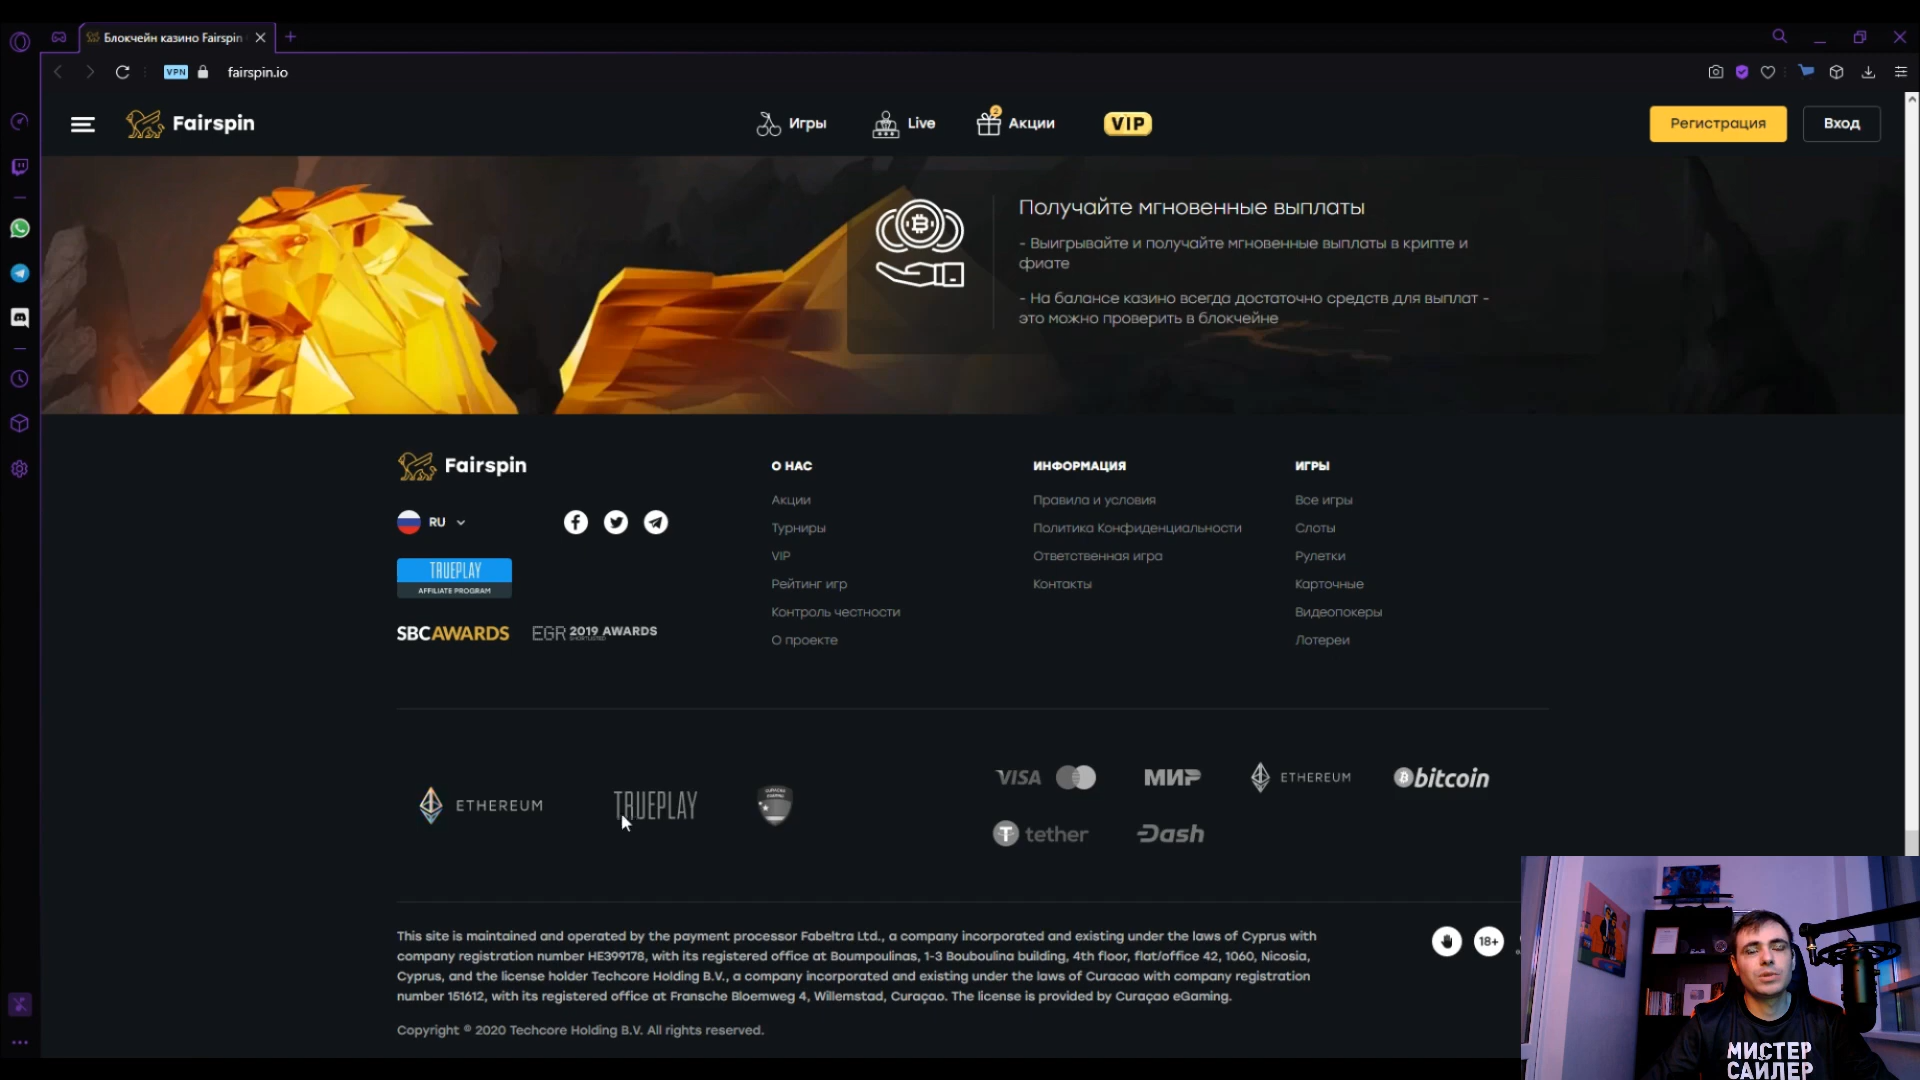 Блокчейн казино Fairspin
VPN
fairspin.io
Fairspin
Игры
Live
2
Акции
VIP
Регистрация
Вход
Получайте мгновенные выплаты
- Выигрывайте и получайте мгновенные выплаты в крипте и
фиате
- На балансе казино всегда достаточно средств для выплат -
это можно проверить в блокчейне
Fairspin
RU
TRUEPLAY
AFFILIATE PROGRAM
SBCAWARDS
EGR 2019 AWARDS
О НАС
Акции
Турниры
VIP
Рейтинг игр
Контроль честности
О проекте
ИНФОРМАЦИЯ
Правила и условия
Политика Конфиденциальности
Ответственная игра
Контакты
ИГРЫ
Все игры
Слоты
Рулетки
Карточные
Видеопокеры
Лотереи
ETHEREUM
TRUEPLAY
VISA
МИР
ETHEREUM
bitcoin
tether
Dash
This site is maintained and operated by the payment processor Fabeltra Ltd., a company incorporated and existing under the laws of Cyprus with
company registration number HE399178, with its registered office at Boumpoulinas, 1-3 Bouboulina building, 4th floor, flat/office 42, 1060, Nicosia,
Cyprus, and the license holder Techcore Holding B.V., a company incorporated and existing under the laws of Curacao with company registration
number 151612, with its registered office at Fransche Bloemweg 4, Willemstad, Curaçao. The license is provided by Curaçao eGaming.
18+
Copyright © 2020 Techcore Holding B.V. All rights reserved.
МИСТЕР
САЙЛЕР